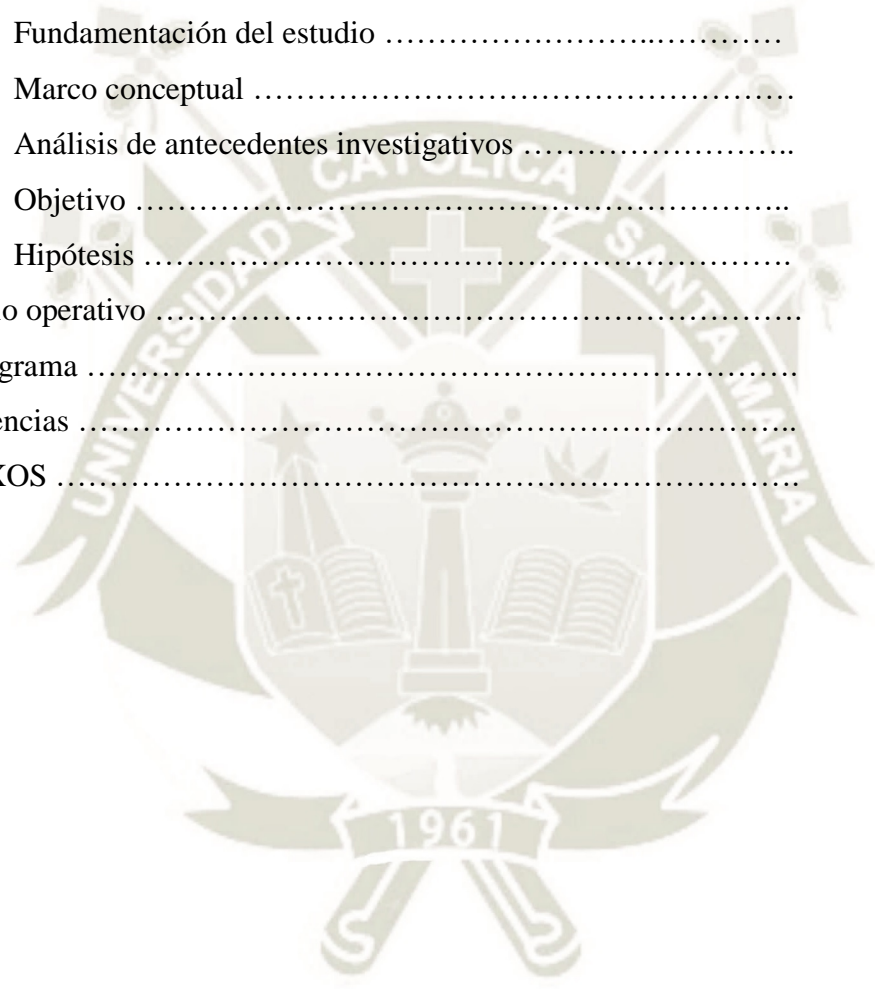 Fundamentación del estudio ……………………..…………
Marco conceptual ……………………………………………
Análisis de antecedentes investigativos ……………………..
Objetivo ……………………………………………………...
Hipótesis …………………………………………………….
o operativo …………………………………………………….
grama ………………………………………………………….
encias …………………………………………………………..
XOS …………………………………………………………….
UNIVERSIDAD CATÓLICA SANTA MARIA
1961